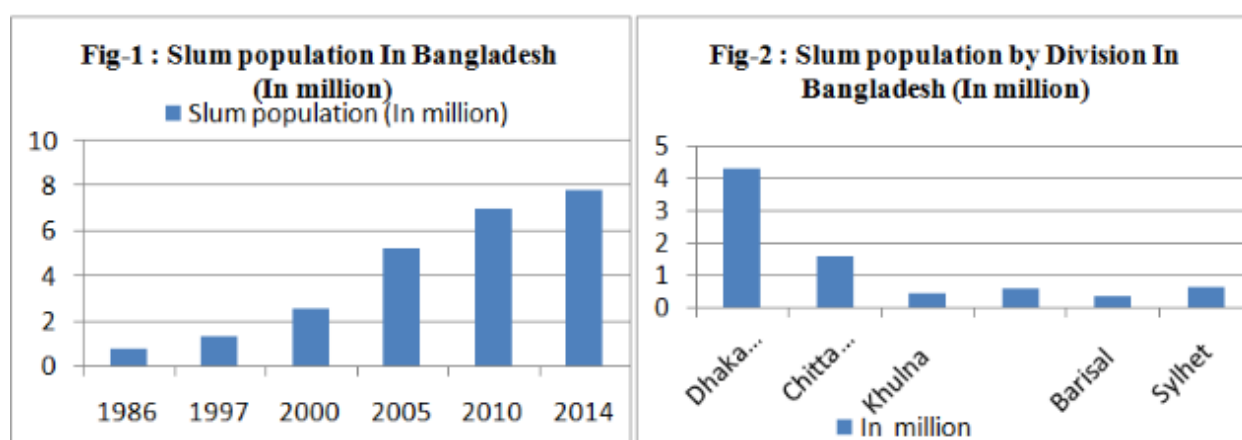 Fig-1 : Slum population In Bangladesh
(In million)
Slum population (In million)
10
8
6
4
2
0
1986 1997 2000 2005 2010 2014
Fig-2 : Slum population by Division In
Bangladesh (In million)
5
4
3
2
1
0
Dhaka... Chitta... Khulna Barisal Sylhet
In million